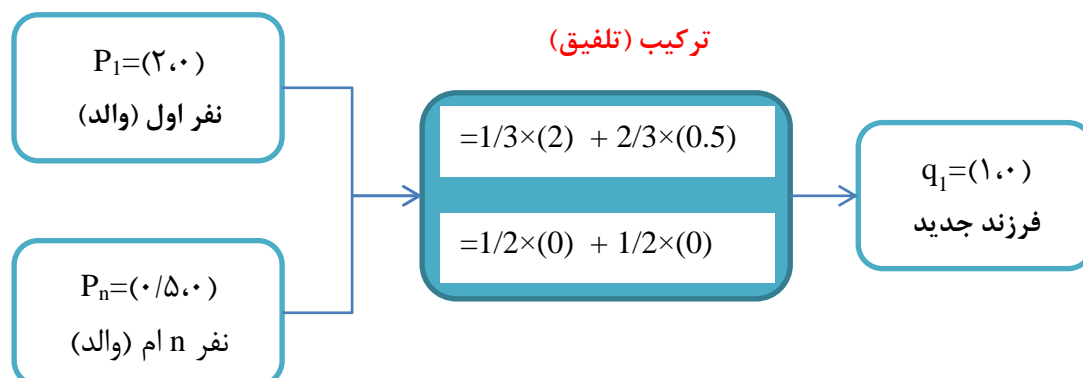 ترکیب (تلفیق)
P1=(۲،۰)
نفر اول (والد)
=1/3×(2) + 2/3×(0.5)
=1/2×(0) + 1/2×(0)
q1=(۱،۰)
فرزند جدید
Pn=(۰/۵،۰)
نفر n ام (والد)